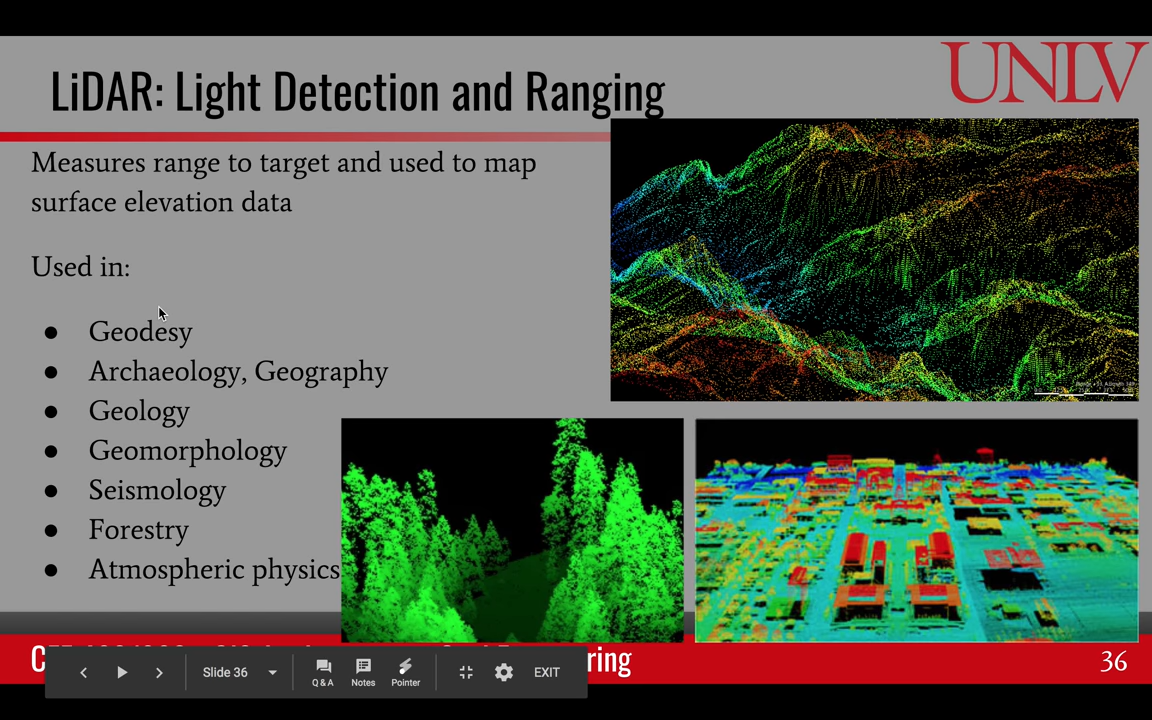 UNLV
LiDAR: Light Detection and Ranging
Measures range to target and used to map
surface elevation data
Used in:
● Geodesy
● Archaeology, Geography
● Geology
● Geomorphology
● Seismology
● Forestry
● Atmospheric physics
36
Slide 36
Q & A
Notes
Pointer
EXIT